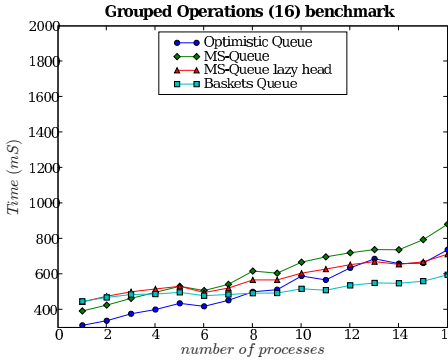 Grouped Operations (16) benchmark
2000
1800
1600
1400
1200
1000
800
600
400
Time (mS)
Optimistic Queue
MS-Queue
MS-Queue lazy head
Baskets Queue
0 2 4 6 8 10 12 14
number of processes